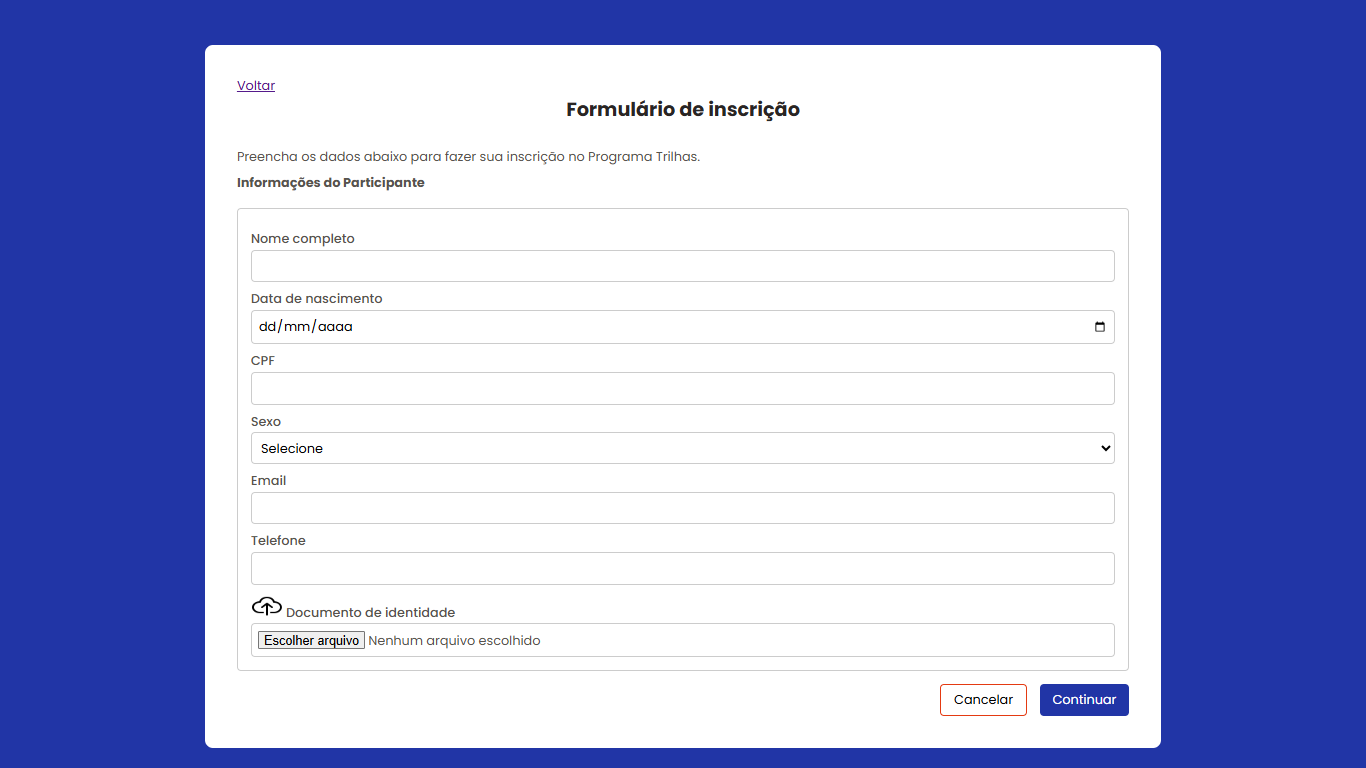 Voltar
Formulário de inscrição
Preencha os dados abaixo para fazer sua inscrição no Programa Trilhas.
Informações do Participante
Nome completo
Data de nascimento
dd/mm/aaaa
CPF
Sexo
Selecione
Email
Telefone
Documento de identidade
Escolher arquivo Nenhum arquivo escolhido
Cancelar Continuar